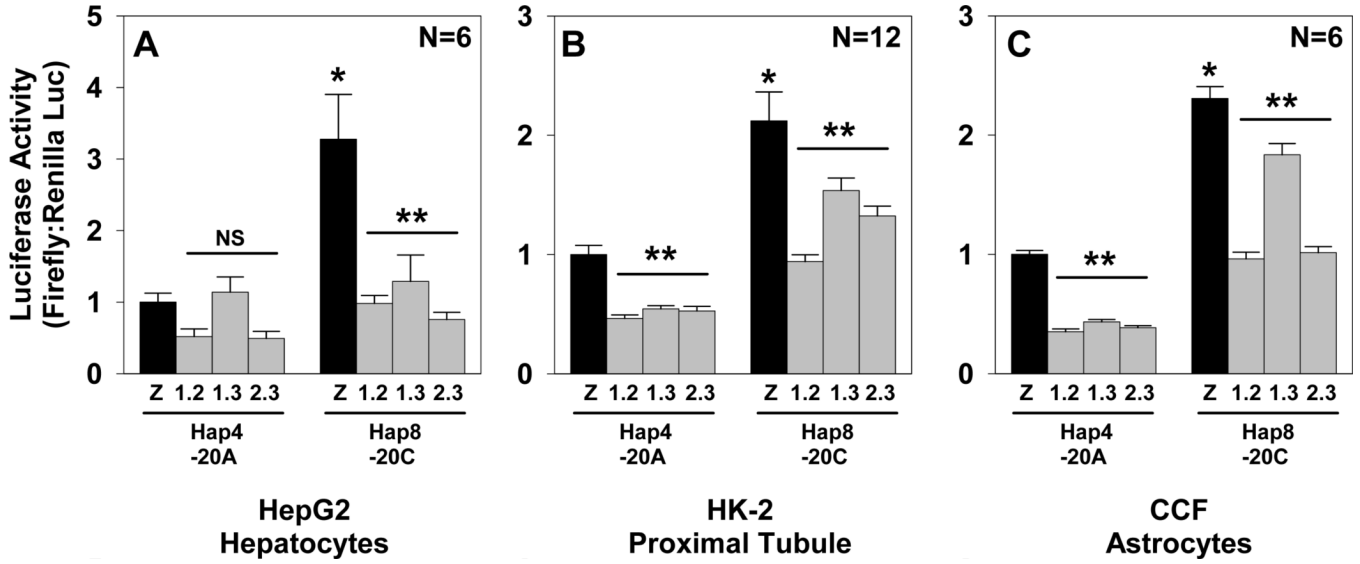 Luciferase Activity
(Firefly:Renilla Luc)
A
N=6
5
4
3
2
1
0
*
NS
**
Z 1.2 1.3 2.3
Z 1.2 1.3 2.3
Hap4
-20A
Hap8
-20C
HepG2
Hepatocytes
B
N=12
3
2
1
0
**
*
**
Z 1.2 1.3 2.3
Z 1.2 1.3 2.3
Hap4
-20A
Hap8
-20C
HK-2
Proximal Tubule
C
N=6
3
2
1
0
**
*
**
Z 1.2 1.3 2.3
Z 1.2 1.3 2.3
Hap4
-20A
Hap8
-20C
CCF
Astrocytes